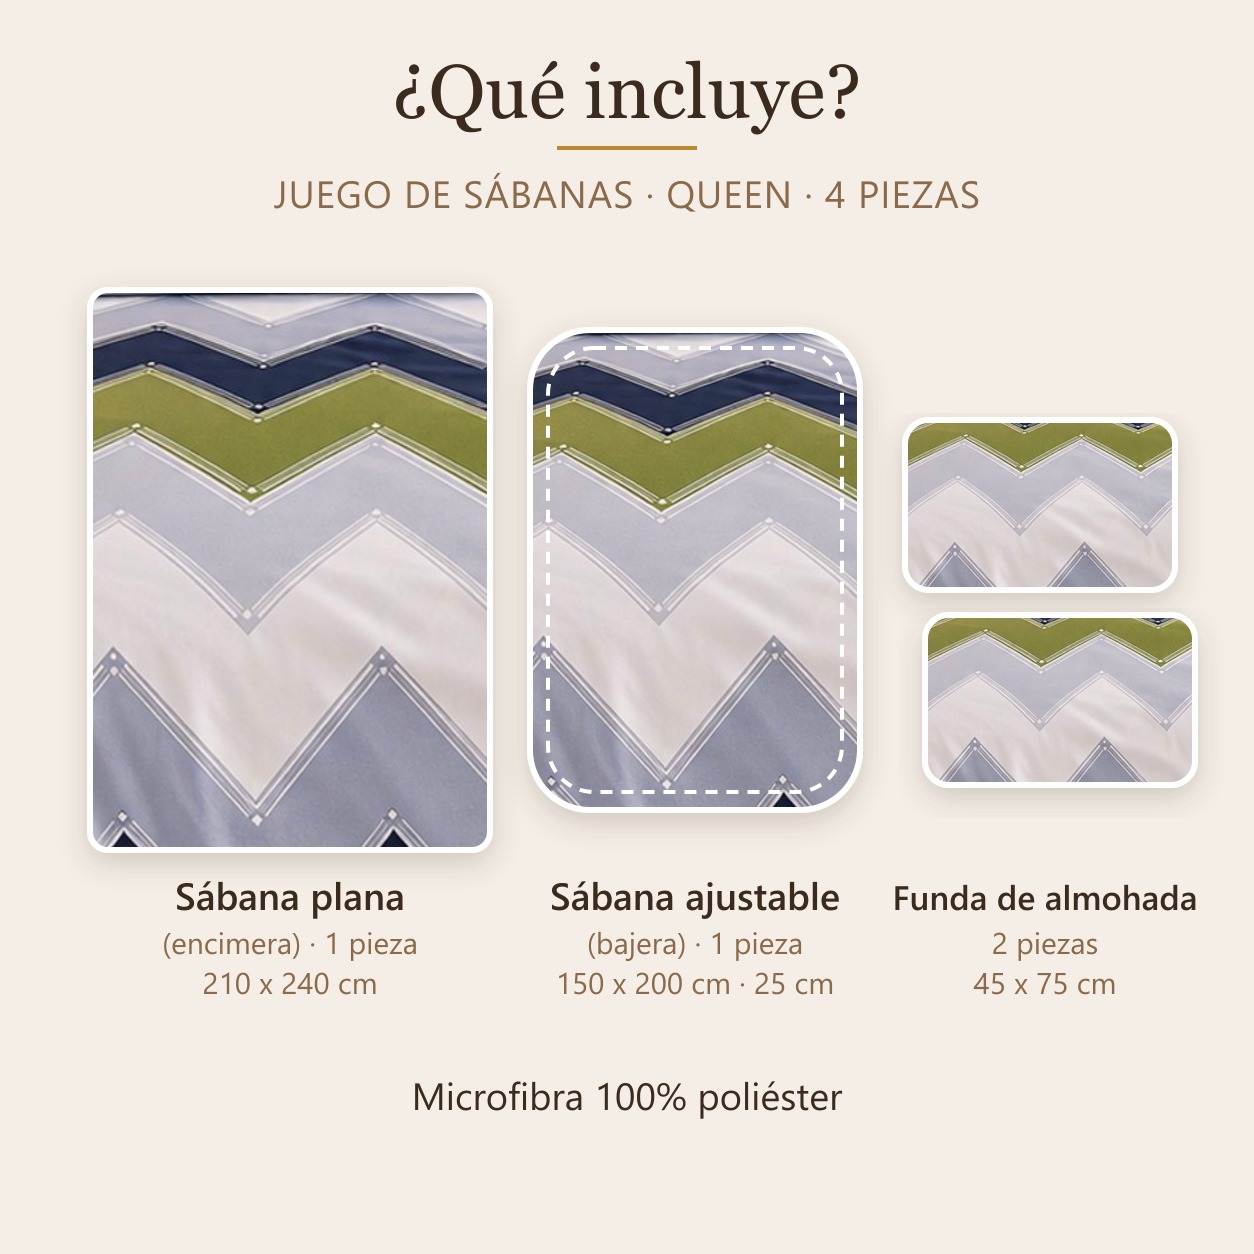 ¿Qué incluye?
JUEGO DE SÁBANAS · QUEEN · 4 PIEZAS
Sábana plana
(encimera) · 1 pieza
210 x 240 cm
Sábana ajustable
(bajera) · 1 pieza
150 x 200 cm · 25 cm
Funda de almohada
2 piezas
45 x 75 cm
Microfibra 100% poliéster